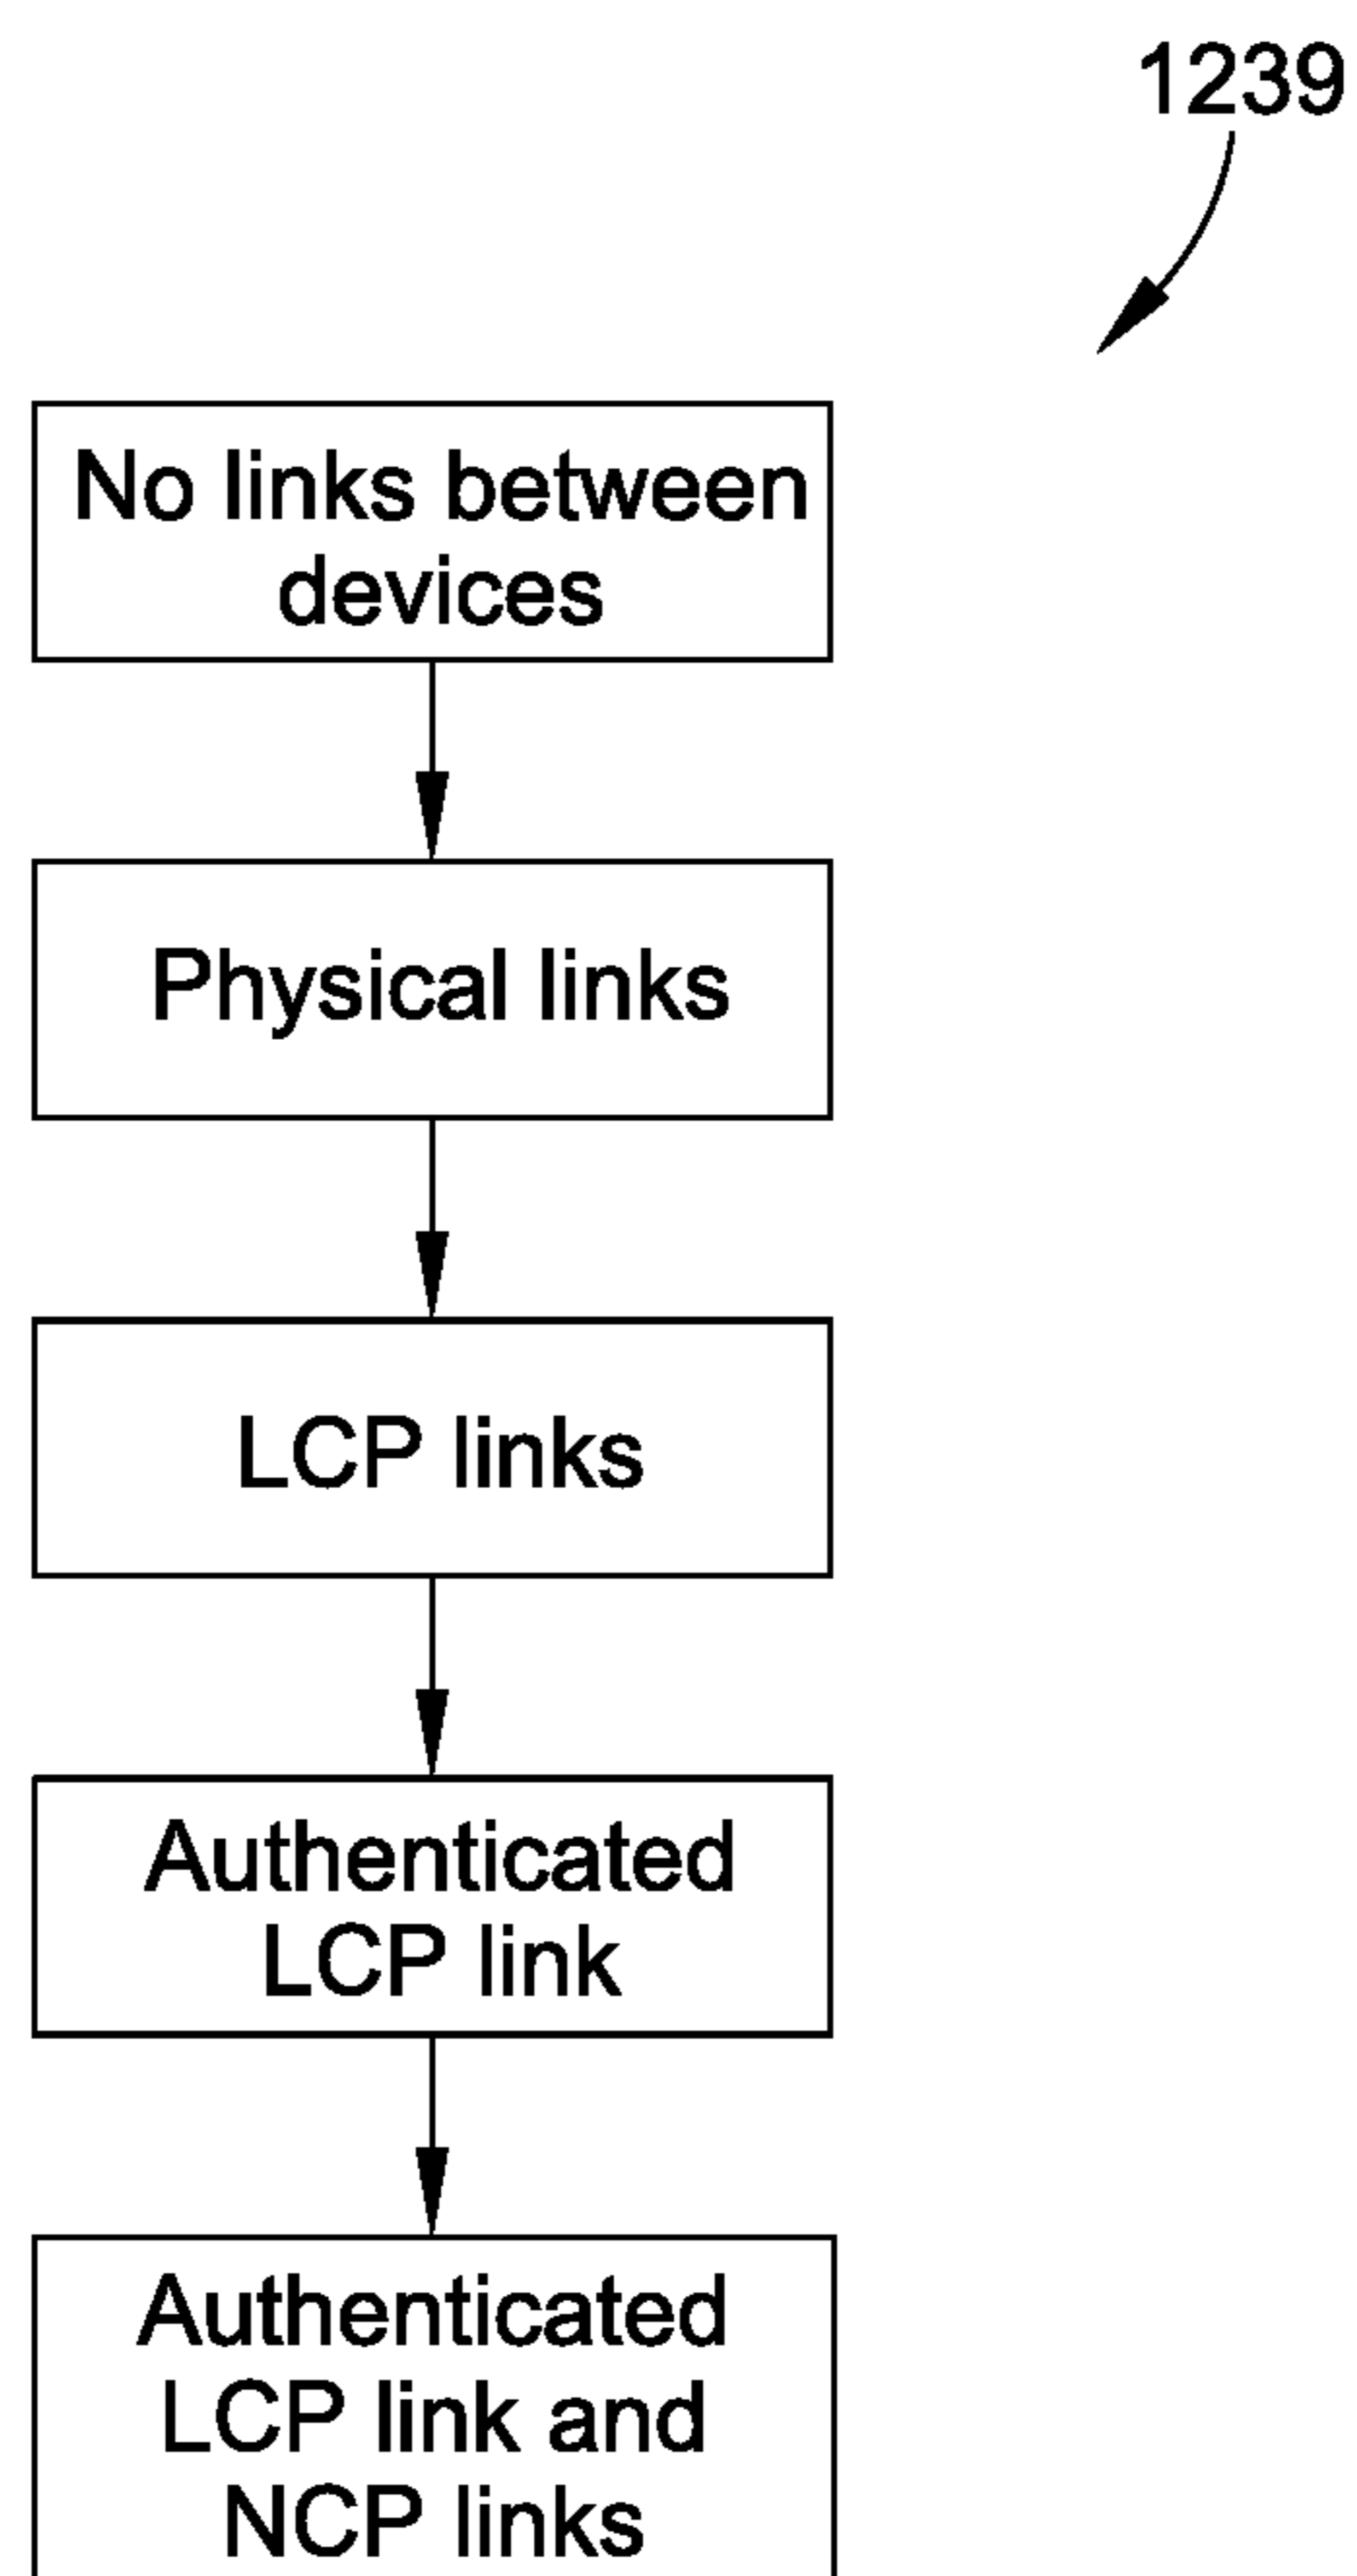 1239
No links between
devices
Physical links
LCP links
Authenticated
LCP link
Authenticated
LCP link and
NCP links